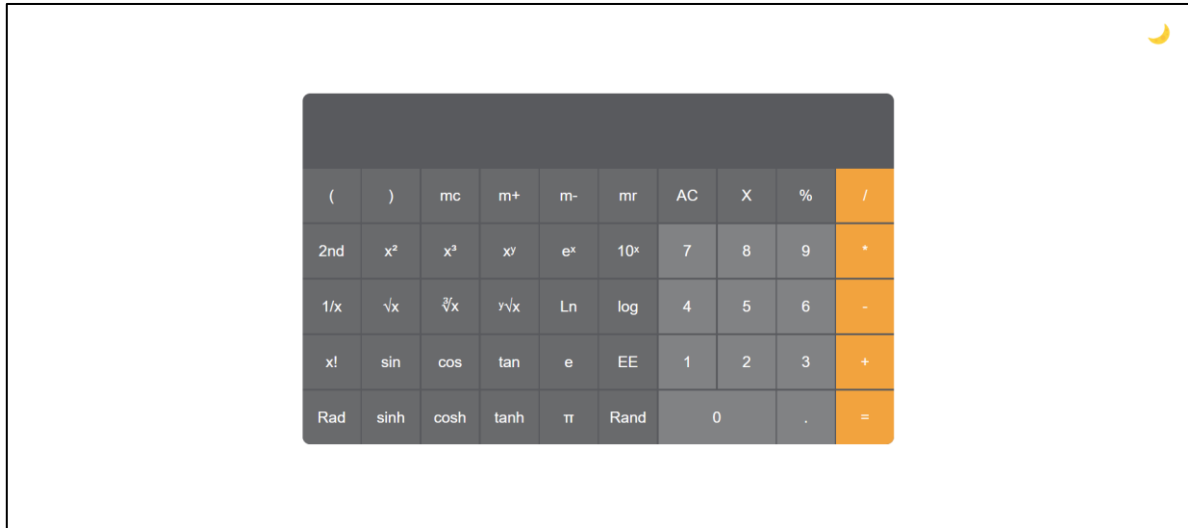 ( ) mc m+ m- mr AC X % /
2nd x² x³ xʸ eˣ 10ˣ 7 8 9 *
1/x √x ∛x ʸ√x Ln log 4 5 6 -
x! sin cos tan e EE 1 2 3 +
Rad sinh cosh tanh π Rand 0 . =